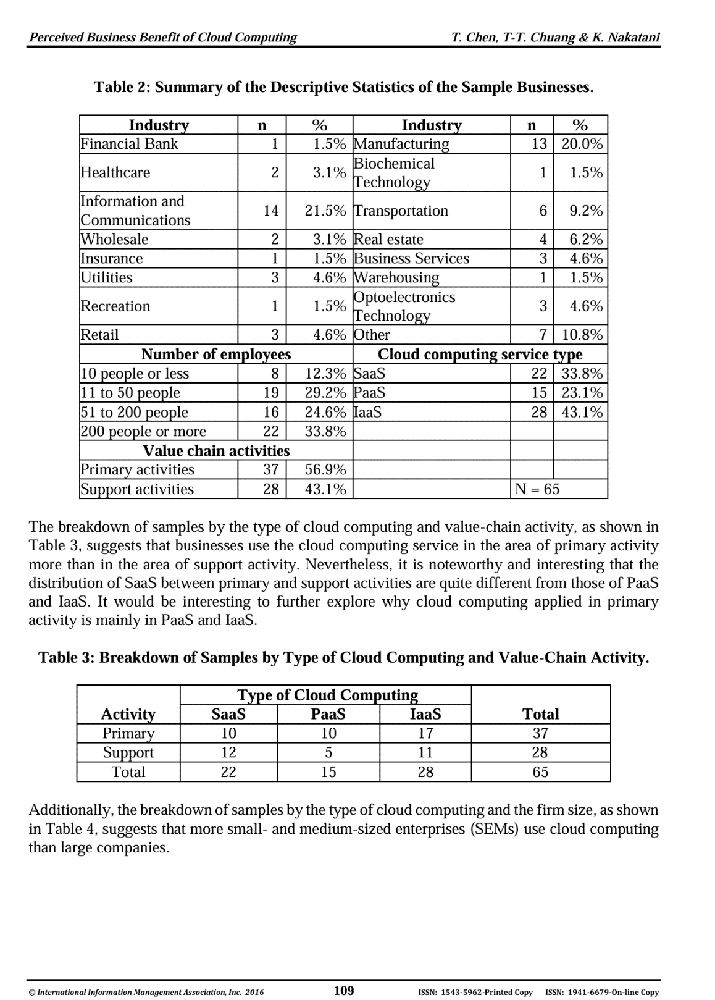 Perceived Business Benefit of Cloud Computing T. Chen, T-T. Chuang & K. Nakatani
Table 2: Summary of the Descriptive Statistics of the Sample Businesses.
Industry n % Industry n %
Financial Bank 1 1.5% Manufacturing 13 20.0%
Healthcare 2 3.1% Biochemical
Technology 1 1.5%
Information and
Communications 14 21.5% Transportation 6 9.2%
Wholesale 2 3.1% Real estate 4 6.2%
Insurance 1 1.5% Business Services 3 4.6%
Utilities 3 4.6% Warehousing 1 1.5%
Recreation 1 1.5% Optoelectronics
Technology 3 4.6%
Retail 3 4.6% Other 7 10.8%
Number of employees Cloud computing service type
10 people or less 8 12.3% SaaS 22 33.8%
11 to 50 people 19 29.2% PaaS 15 23.1%
51 to 200 people 16 24.6% IaaS 28 43.1%
200 people or more 22 33.8%
Value chain activities
Primary activities 37 56.9%
Support activities 28 43.1% N = 65
The breakdown of samples by the type of cloud computing and value-chain activity, as shown in
Table 3, suggests that businesses use the cloud computing service in the area of primary activity
more than in the area of support activity. Nevertheless, it is noteworthy and interesting that the
distribution of SaaS between primary and support activities are quite different from those of PaaS
and IaaS. It would be interesting to further explore why cloud computing applied in primary
activity is mainly in PaaS and IaaS.
Table 3: Breakdown of Samples by Type of Cloud Computing and Value-Chain Activity.
Type of Cloud Computing
Activity SaaS PaaS IaaS Total
Primary 10 10 17 37
Support 12 5 11 28
Total 22 15 28 65
Additionally, the breakdown of samples by the type of cloud computing and the firm size, as shown
in Table 4, suggests that more small- and medium-sized enterprises (SEMs) use cloud computing
than large companies.
© International Information Management Association, Inc. 2016 109 ISSN: 1543-5962-Printed Copy ISSN: 1941-6679-On-line Copy